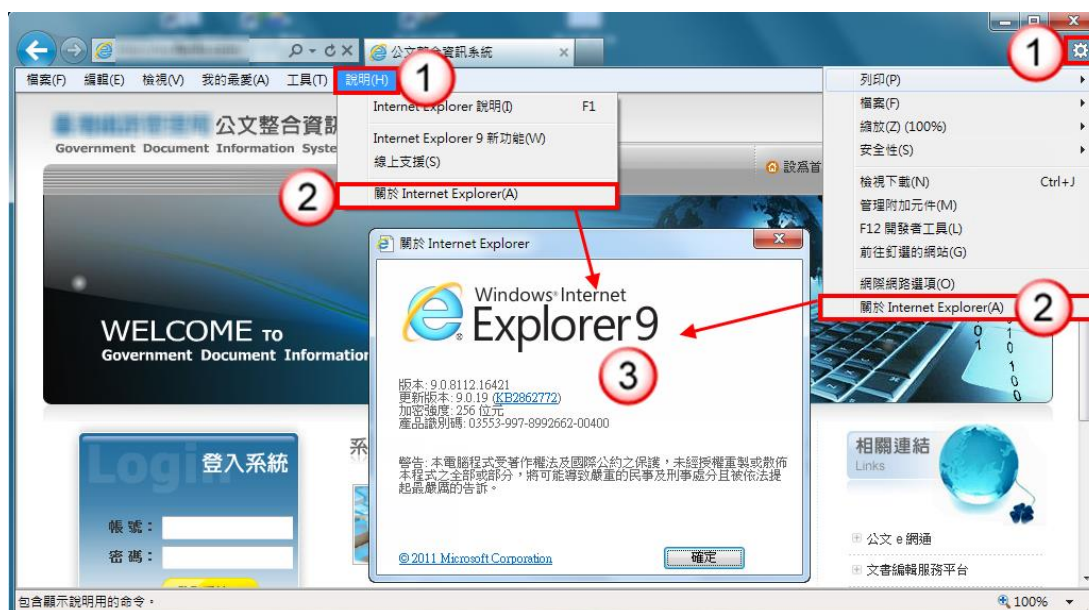 公文整合資訊系統
檔案(F) 編輯(E) 檢視(V) 我的最愛(A) 工具(T) 說明(H)
1
1
Internet Explorer 說明(I) F1
Internet Explorer 9 新功能(W)
線上支援(S)
關於 Internet Explorer(A)
2
列印(P)
檔案(F)
縮放(Z) (100%)
安全性(S)
檢視下載(N) Ctrl+J
管理附加元件(M)
F12 開發者工具(L)
前往釘選的網站(G)
網際網路選項(O)
關於 Internet Explorer(A)
2
公文整合資訊
Government Document Information Syste
設為首
WELCOME TO
Government Document Information
關於 Internet Explorer
Windows Internet
Explorer 9
3
版本: 9.0.8112.16421
更新版本: 9.0.19 (KB2862772)
加密強度: 256 位元
產品識別碼: 03553-997-8992662-00400
警告: 本電腦程式受著作權法及國際公約之保護，未經授權重製或散佈
本程式之全部或部分，將可能導致嚴重的民事及刑事處分且被依法提
起最嚴厲的告訴。
© 2011 Microsoft Corporation
確定
Login
登入系統
帳 號：
密 碼：
系
相關連結
Links
公文 e 網通
文書編輯服務平台
包含顯示說明用的命令。
100%